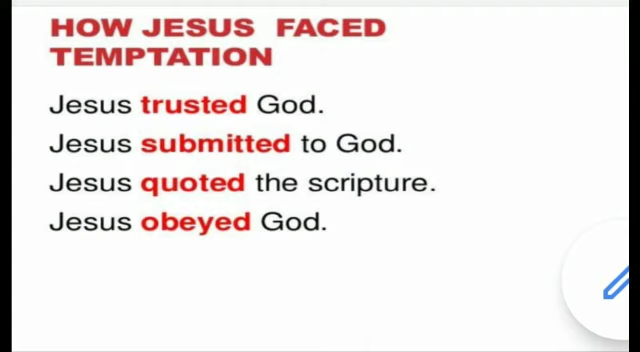 HOW JESUS FACED
TEMPTATION
Jesus trusted God.
Jesus submitted to God.
Jesus quoted the scripture.
Jesus obeyed God.